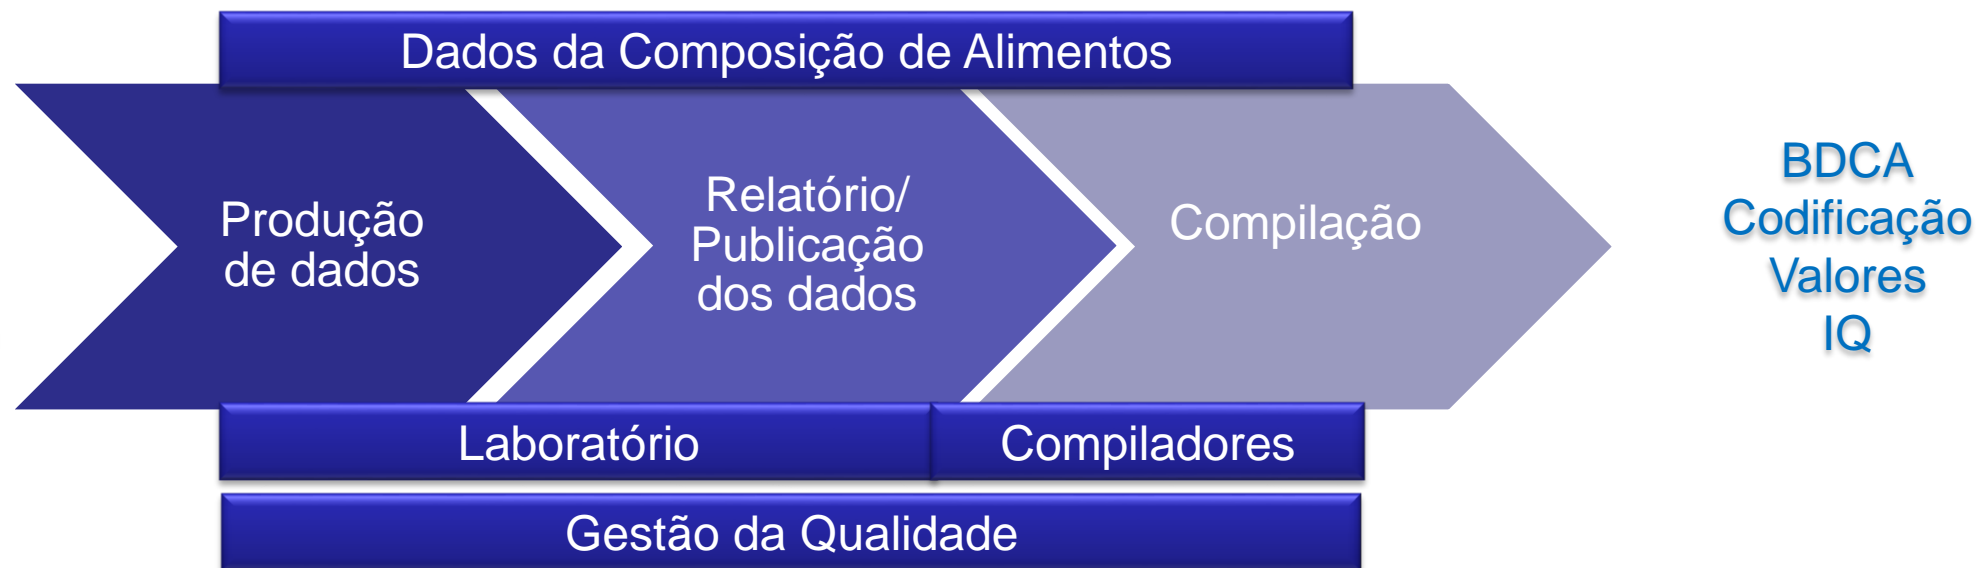 Dados da Composição de Alimentos
Produção
de dados
Relatório/
Publicação
dos dados
Compilação
BDCA
Codificação
Valores
IQ
Laboratório
Compiladores
Gestão da Qualidade